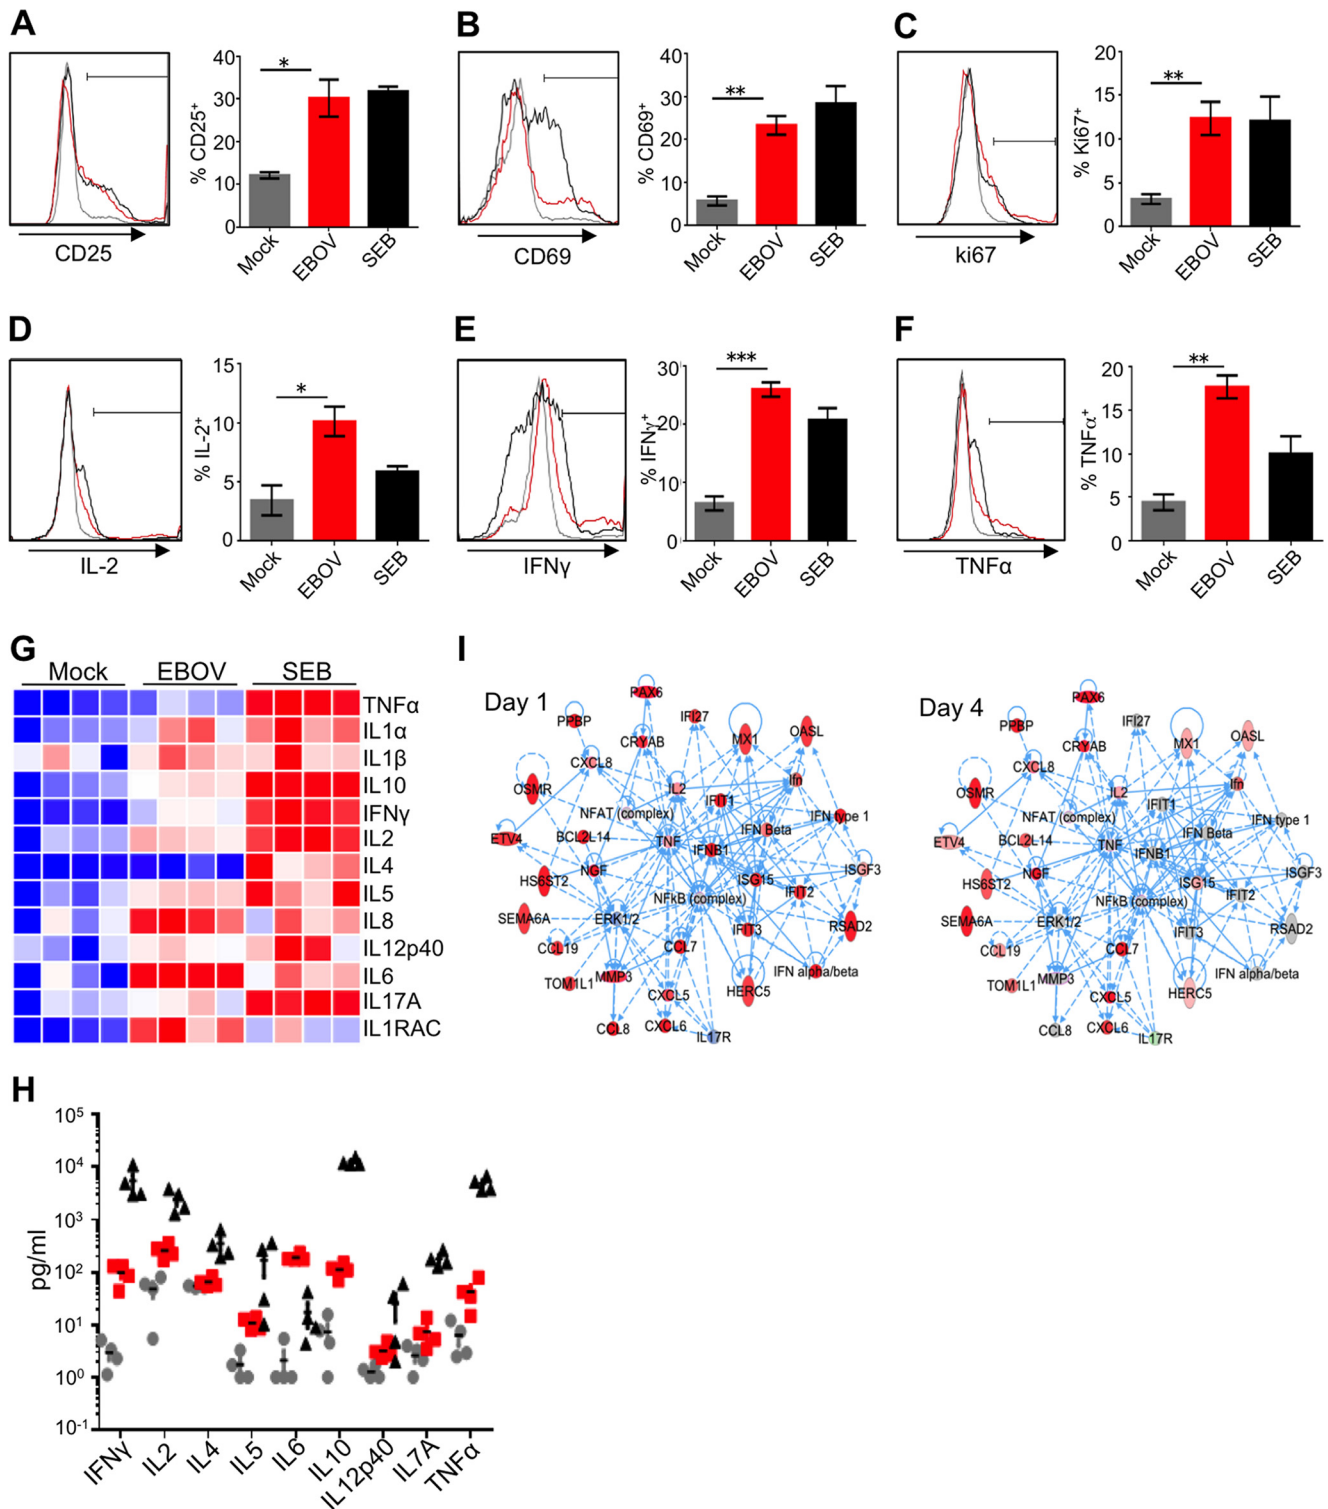 A
B
C
40
30
20
10
0
% CD25+
*
CD25
Mock
EBOV
SEB
40
30
20
10
0
% CD69+
**
CD69
Mock
EBOV
SEB
20
15
10
5
0
% Ki67+
**
ki67
Mock
EBOV
SEB
D
E
F
15
10
5
0
% IL-2+
*
IL-2
Mock
EBOV
SEB
30
20
10
0
% IFNγ+
***
IFNγ
Mock
EBOV
SEB
20
15
10
5
0
% TNFα+
**
TNFα
Mock
EBOV
SEB
G
Mock EBOV SEB
TNFα
IL1α
IL1β
IL10
IFNγ
IL2
IL4
IL5
IL8
IL12p40
IL6
IL17A
IL1RAC
I
Day 1
PAX6
PPBP
IFI27
CRYAB
MX1
OASL
CXCL8
OSMR
IL2
Ifn
IFIT1
NFAT (complex)
IFN type 1
ETV4
BCL2L14
TNF
IFN Beta
IFNB1
NGF
HS6ST2
ISG15
ISGF3
IFIT2
NFkB (complex)
SEMA6A
ERK1/2
IFIT3
RSAD2
CCL19
CCL7
TOM1L1
MMP3
IFN alpha/beta
CXCL5
HERC5
CCL8
CXCL6
IL17R
Day 4
PAX6
PPBP
IFI27
CRYAB
MX1
OASL
CXCL8
OSMR
IL2
Ifn
IFIT1
NFAT (complex)
IFN type 1
ETV4
BCL2L14
TNF
IFN Beta
IFNB1
NGF
HS6ST2
ISG15
ISGF3
IFIT2
NFkB (complex)
SEMA6A
ERK1/2
IFIT3
RSAD2
CCL19
CCL7
TOM1L1
MMP3
IFN alpha/beta
CXCL5
HERC5
CCL8
CXCL6
IL17R
H
10⁵
10⁴
10³
10²
10¹
10⁰
10⁻¹
pg/ml
IFNγ
IL2
IL4
IL5
IL6
IL10
IL12p40
IL7A
TNFα